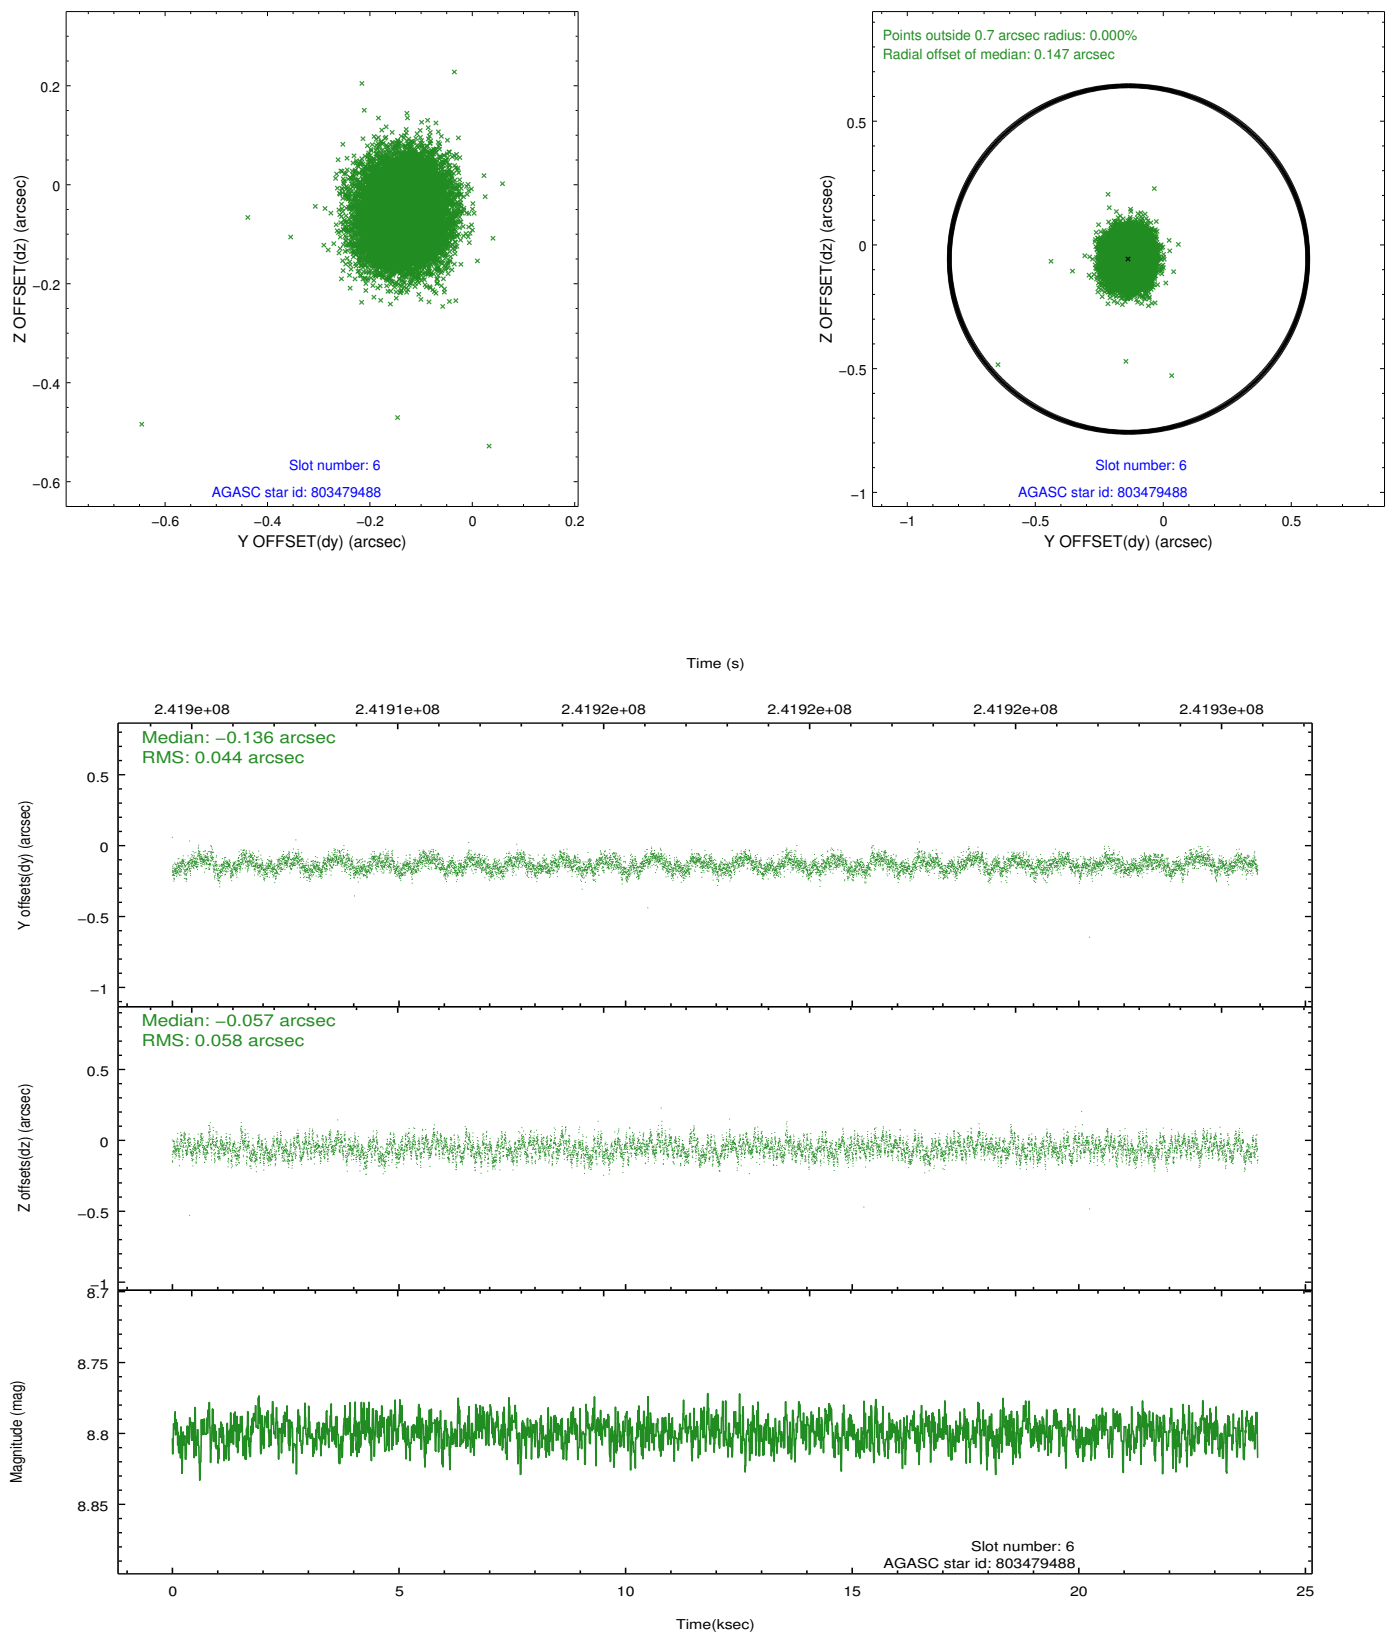 0.2
0
−0.2
−0.4
−0.6
Z OFFSET(dz) (arcsec)
Slot number: 6
AGASC star id: 803479488
−0.6
−0.4
−0.2
0
0.2
Y OFFSET(dy) (arcsec)
Points outside 0.7 arcsec radius: 0.000%
Radial offset of median: 0.147 arcsec
0.5
0
−0.5
−1
Z OFFSET(dz) (arcsec)
Slot number: 6
AGASC star id: 803479488
−1
−0.5
0
0.5
Y OFFSET(dy) (arcsec)
Time (s)
2.419e+08
2.4191e+08
2.4192e+08
2.4192e+08
2.4192e+08
2.4193e+08
Median: −0.136 arcsec
RMS: 0.044 arcsec
0.5
0
−0.5
−1
Y offsets(dy) (arcsec)
Median: −0.057 arcsec
RMS: 0.058 arcsec
0.5
0
−0.5
−1
Z offsets(dz) (arcsec)
8.7
8.75
8.8
8.85
Magnitude (mag)
Slot number: 6
AGASC star id: 803479488
0
5
10
15
20
25
Time(ksec)